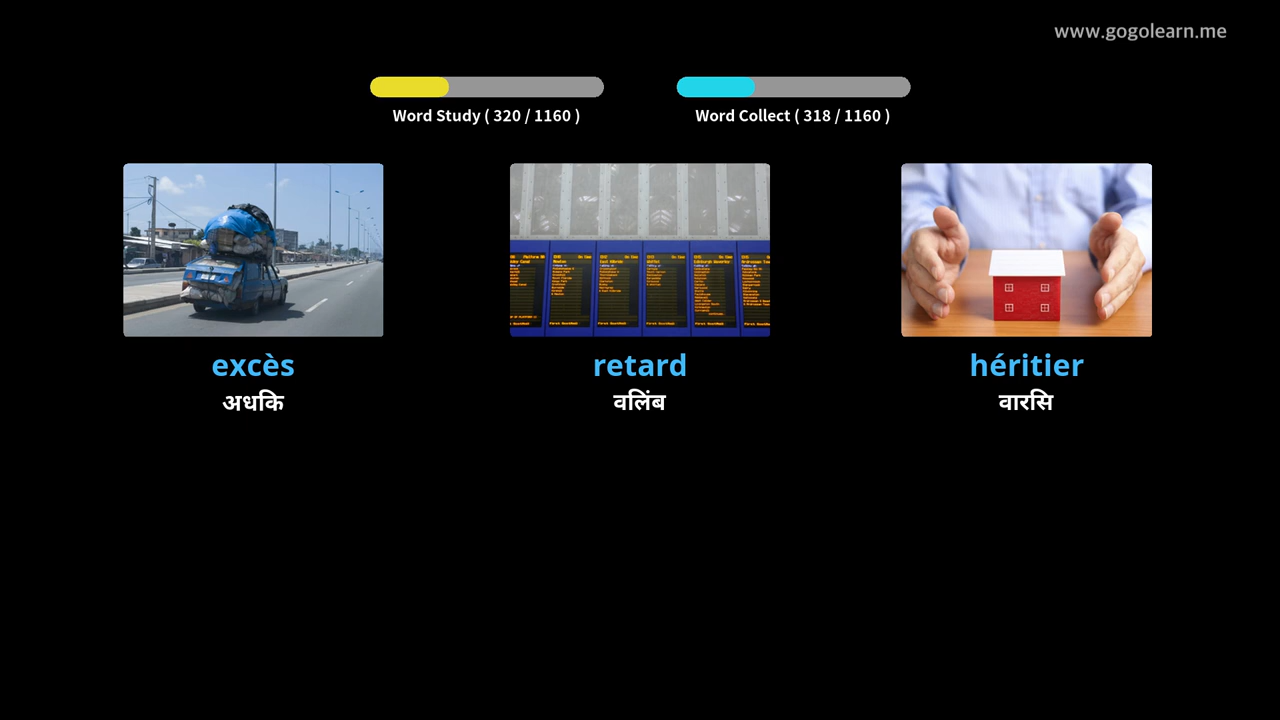 www.gogolearn.me
Word Study ( 320 / 1160 )
Word Collect ( 318 / 1160 )
excès
retard
héritier
अधकि
वलिंब
वारसि